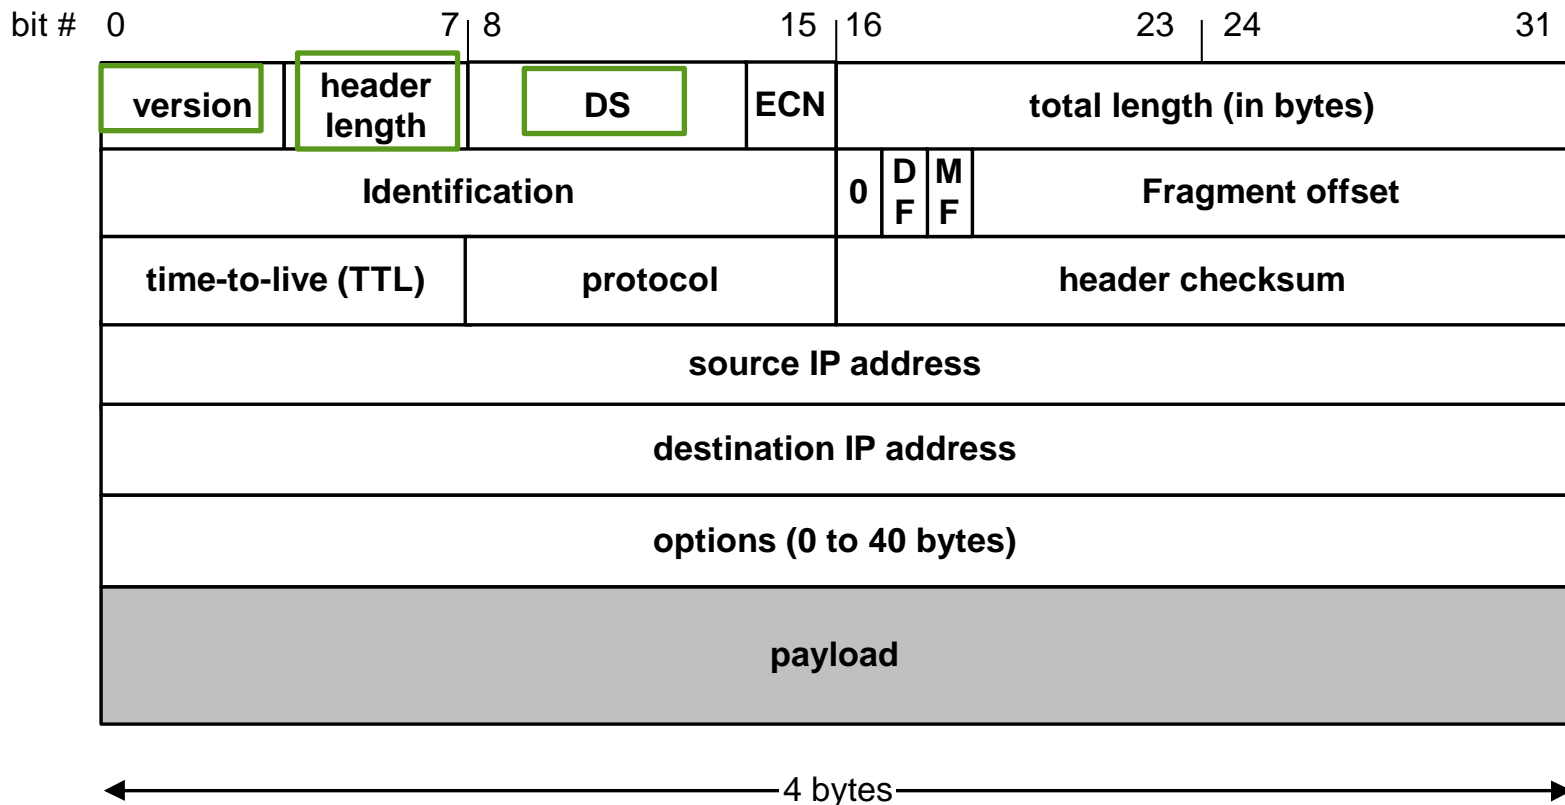 bit # 0 7 8 15 16 23 24 31
version header length DS ECN total length (in bytes)
Identification 0 DF MF Fragment offset
time-to-live (TTL) protocol header checksum
source IP address
destination IP address
options (0 to 40 bytes)
payload
4 bytes